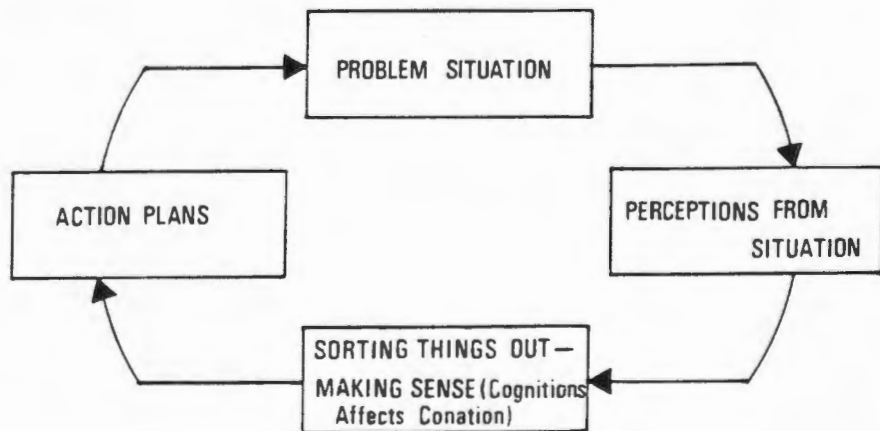 PROBLEM SITUATION
PERCEPTIONS FROM
SITUATION
SORTING THINGS OUT —
MAKING SENSE (Cognitions
Affects Conation)
ACTION PLANS